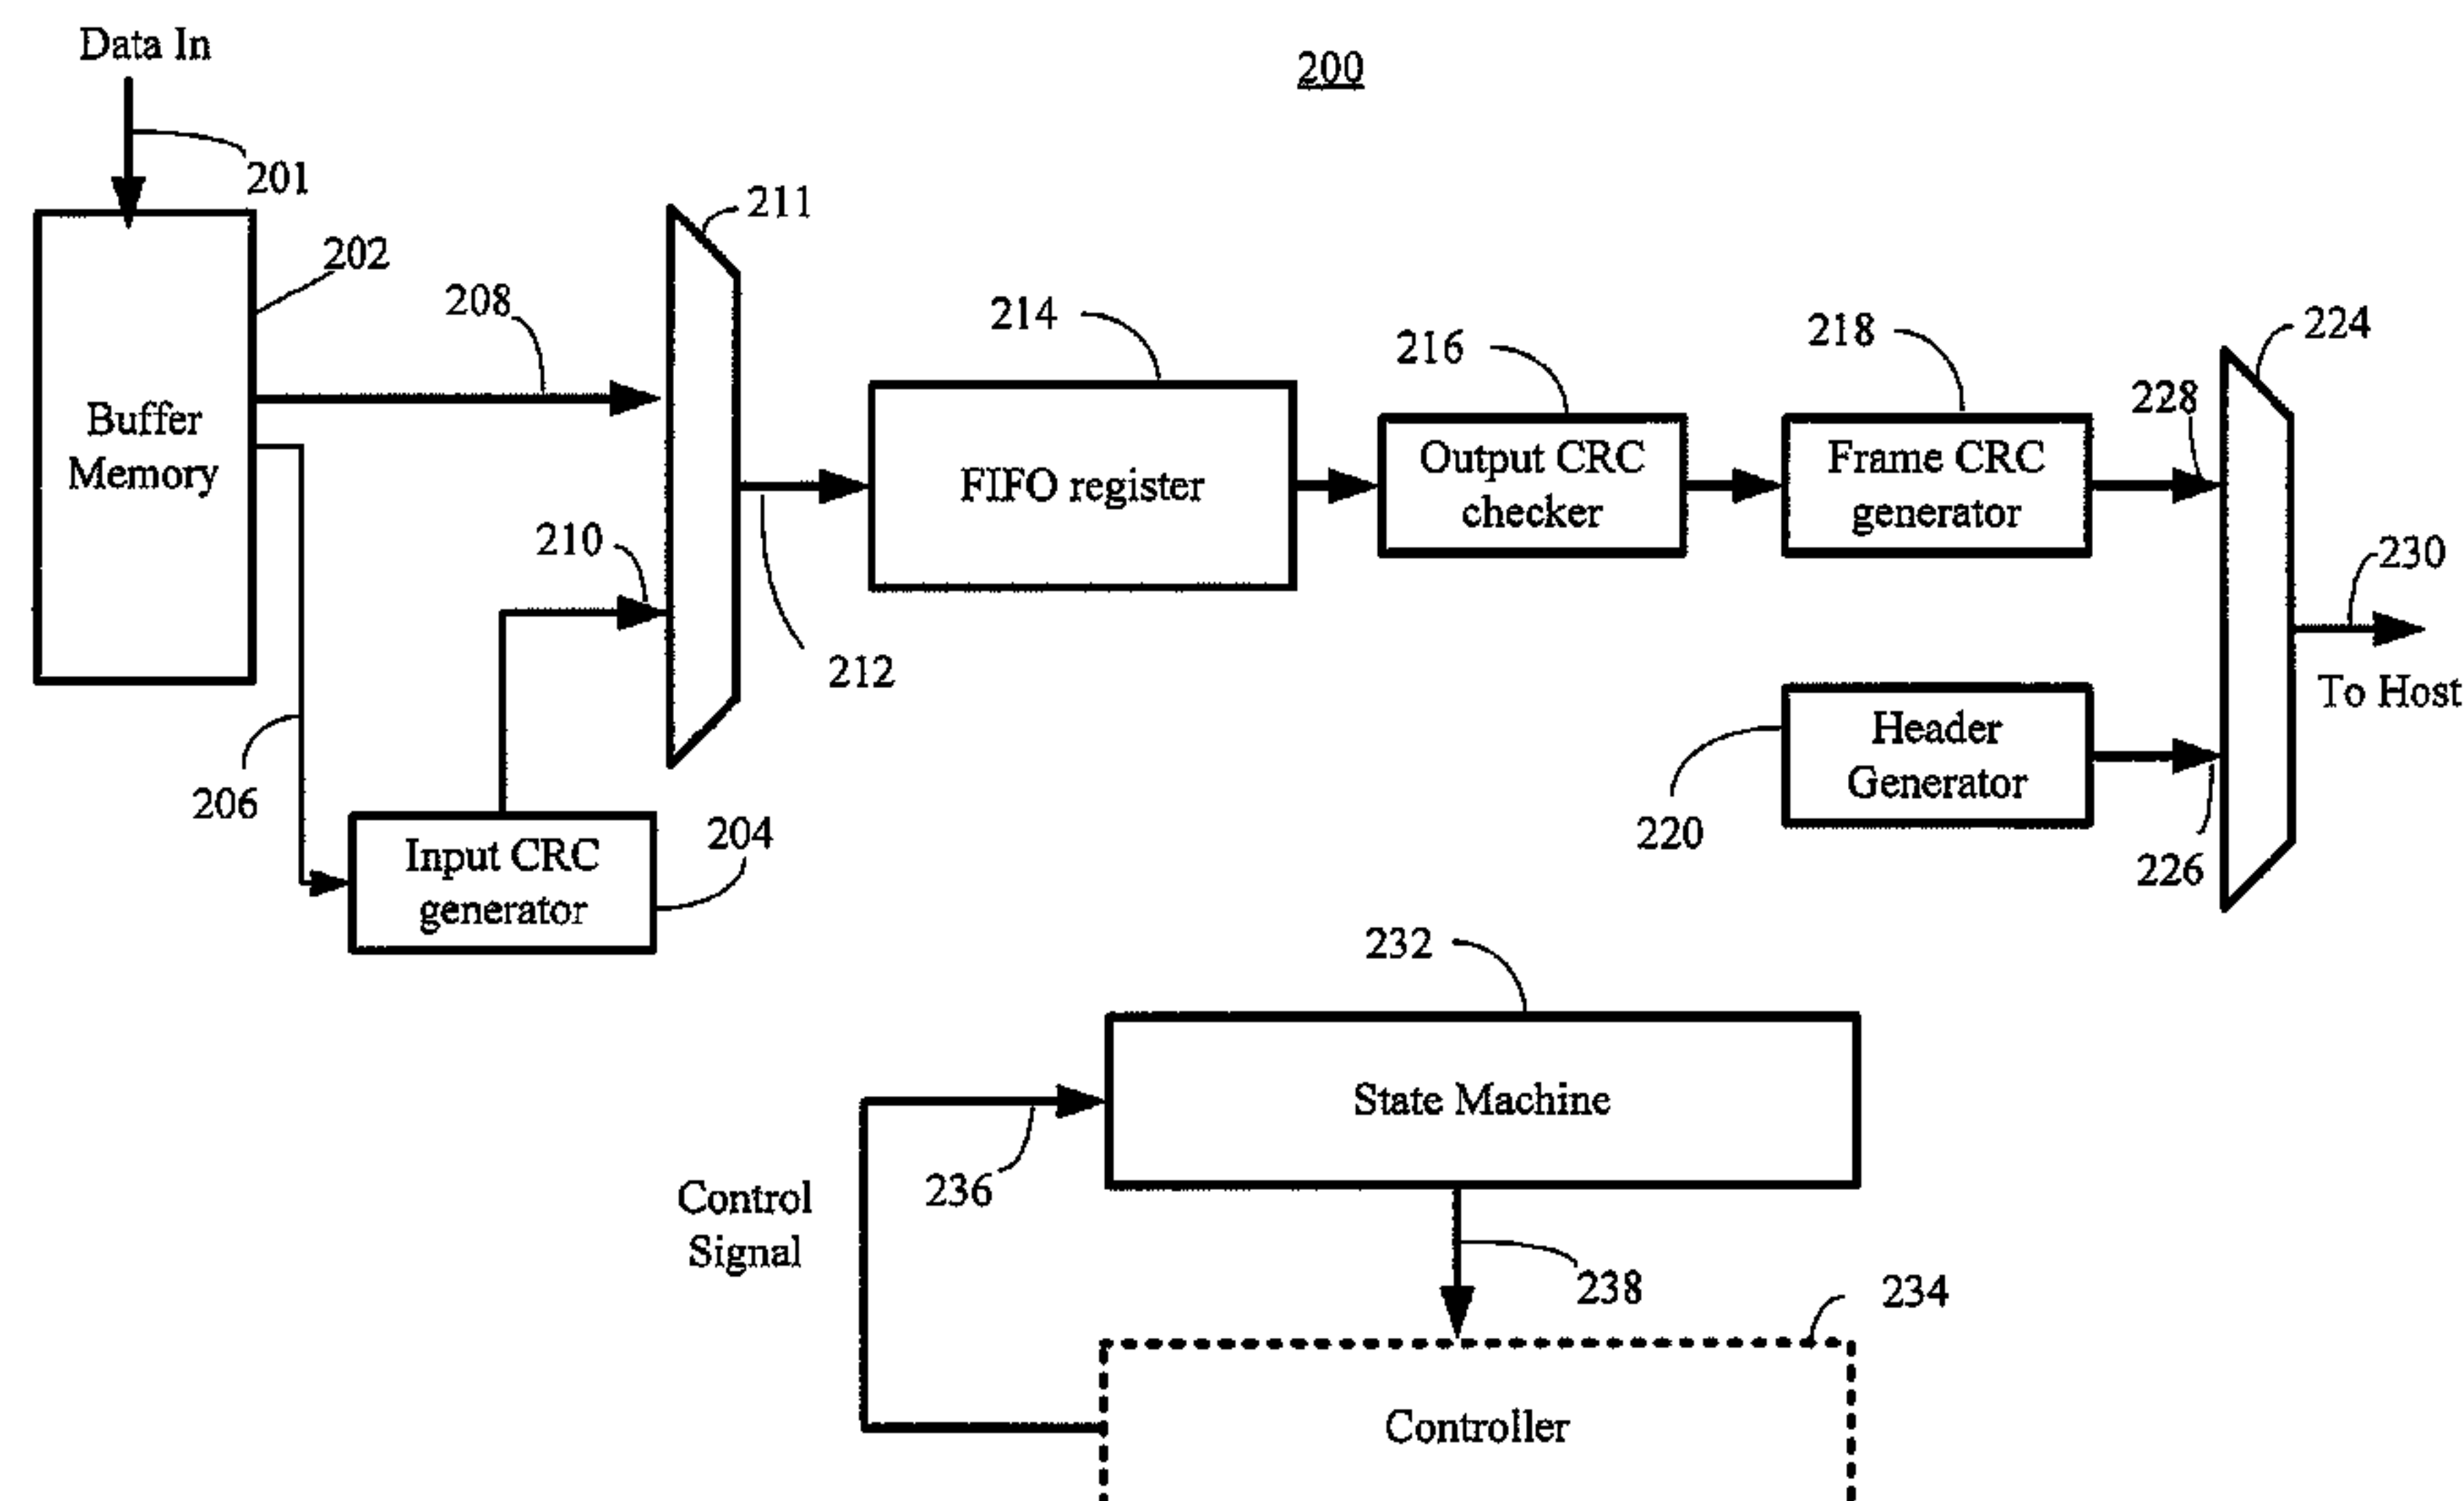 Data In
200
201
211
202
208
214
216
218
224
228
Buffer
Memory
FIFO register
Output CRC
checker
Frame CRC
generator
210
230
212
To Host
206
Header
Generator
220
226
Input CRC
generator
204
232
State Machine
236
Control
Signal
238
234
Controller